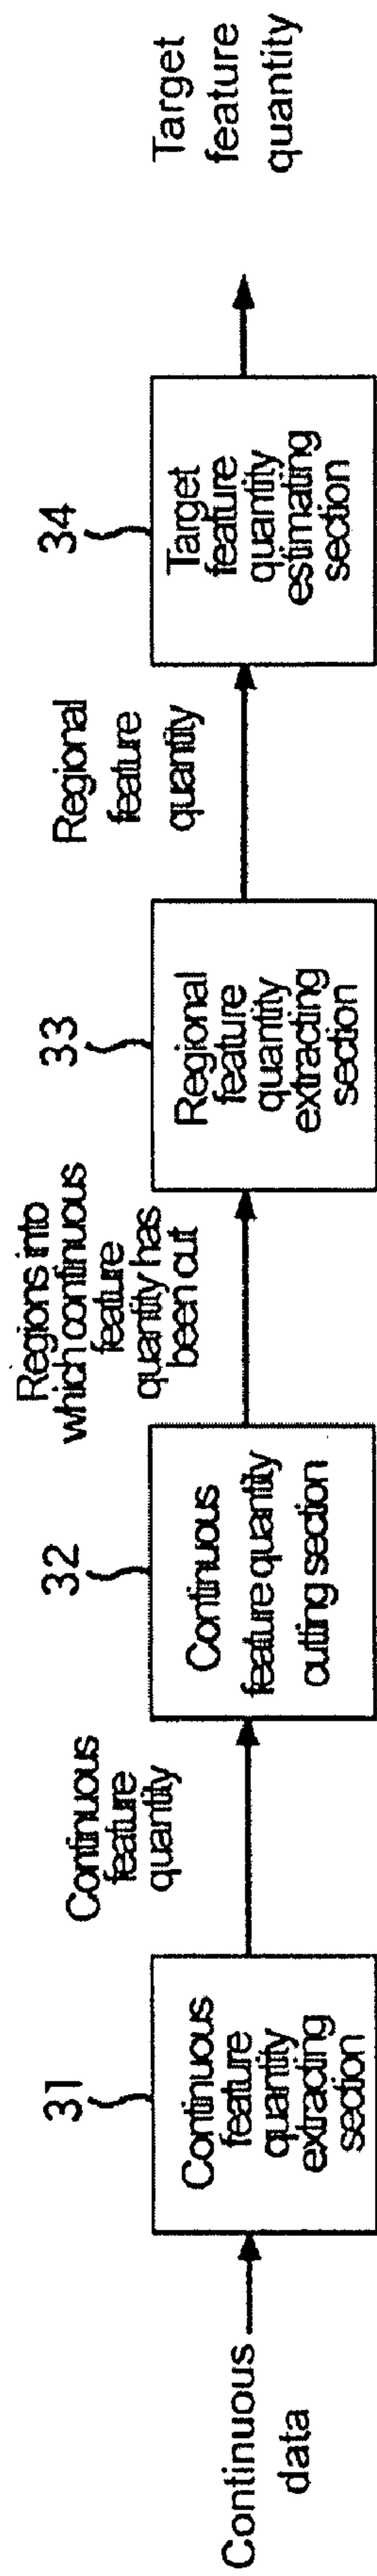 Continuous
data
31
Continuous
feature
quantity
extracting
section
Continuous
feature
quantity
32
Continuous
feature quantity
cutting section
Regions into
which continuous
feature
quantity has
been cut
33
Regional
feature
quantity
extracting
section
Regional
feature
quantity
34
Target
feature
quantity
estimating
section
Target
feature
quantity